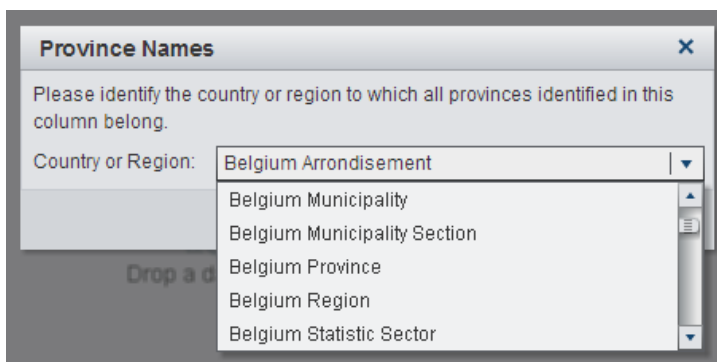 Province Names
Please identify the country or region to which all provinces identified in this
column belong.
Country or Region: Belgium Arrondisement
Belgium Municipality
Belgium Municipality Section
Belgium Province
Belgium Region
Belgium Statistic Sector
Drop a d